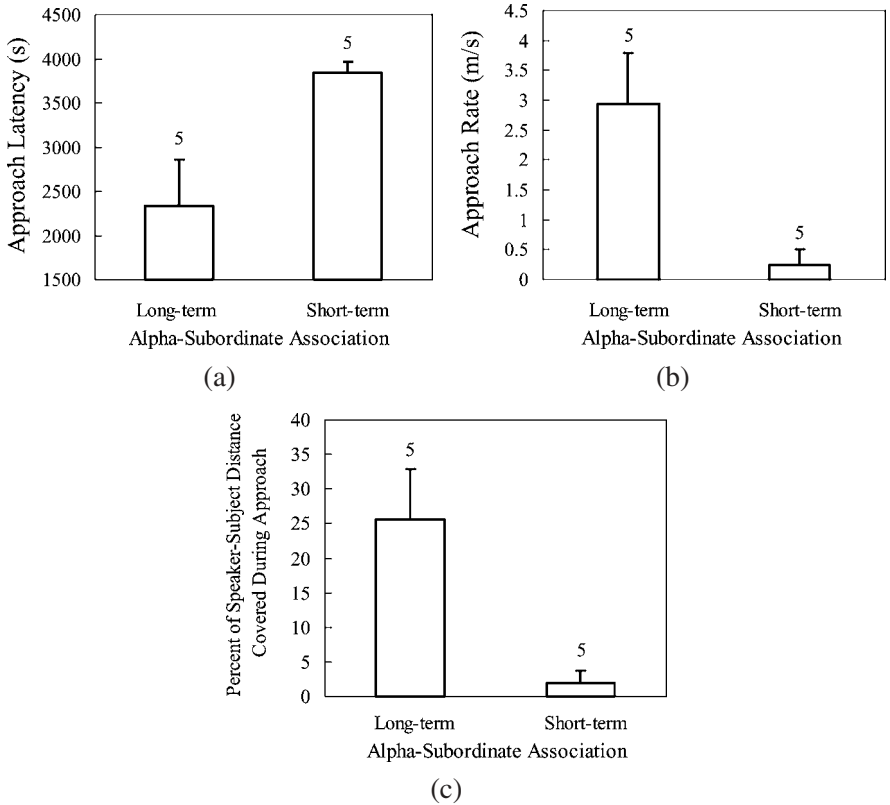 Approach Latency (s)
4500
4000
3500
3000
2500
2000
1500
5
5
Long-term
Short-term
Alpha-Subordinate Association
(a)
Approach Rate (m/s)
4.5
4
3.5
3
2.5
2
1.5
1
0.5
0
5
5
Long-term
Short-term
Alpha-Subordinate Association
(b)
Percent of Speaker-Subject Distance
Covered During Approach
40
35
30
25
20
15
10
5
0
5
5
Long-term
Short-term
Alpha-Subordinate Association
(c)